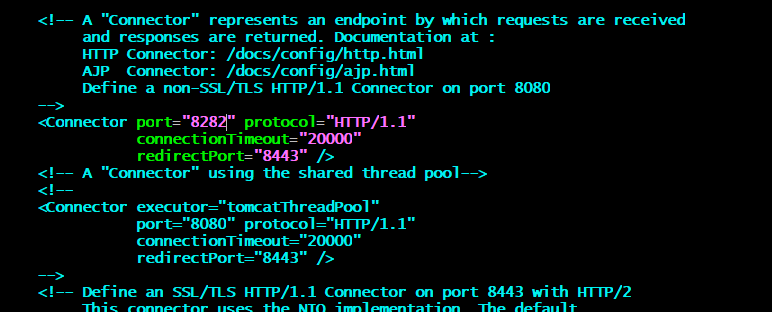 <!-- A "Connector" represents an endpoint by which requests are received
and responses are returned. Documentation at :
HTTP Connector: /docs/config/http.html
AJP  Connector: /docs/config/ajp.html
Define a non-SSL/TLS HTTP/1.1 Connector on port 8080
-->
<Connector port="8282" protocol="HTTP/1.1"
connectionTimeout="20000"
redirectPort="8443" />
<!-- A "Connector" using the shared thread pool-->
<!--
<Connector executor="tomcatThreadPool"
port="8080" protocol="HTTP/1.1"
connectionTimeout="20000"
redirectPort="8443" />
-->
<!-- Define an SSL/TLS HTTP/1.1 Connector on port 8443 with HTTP/2
This connector uses the NIO implementation. The default